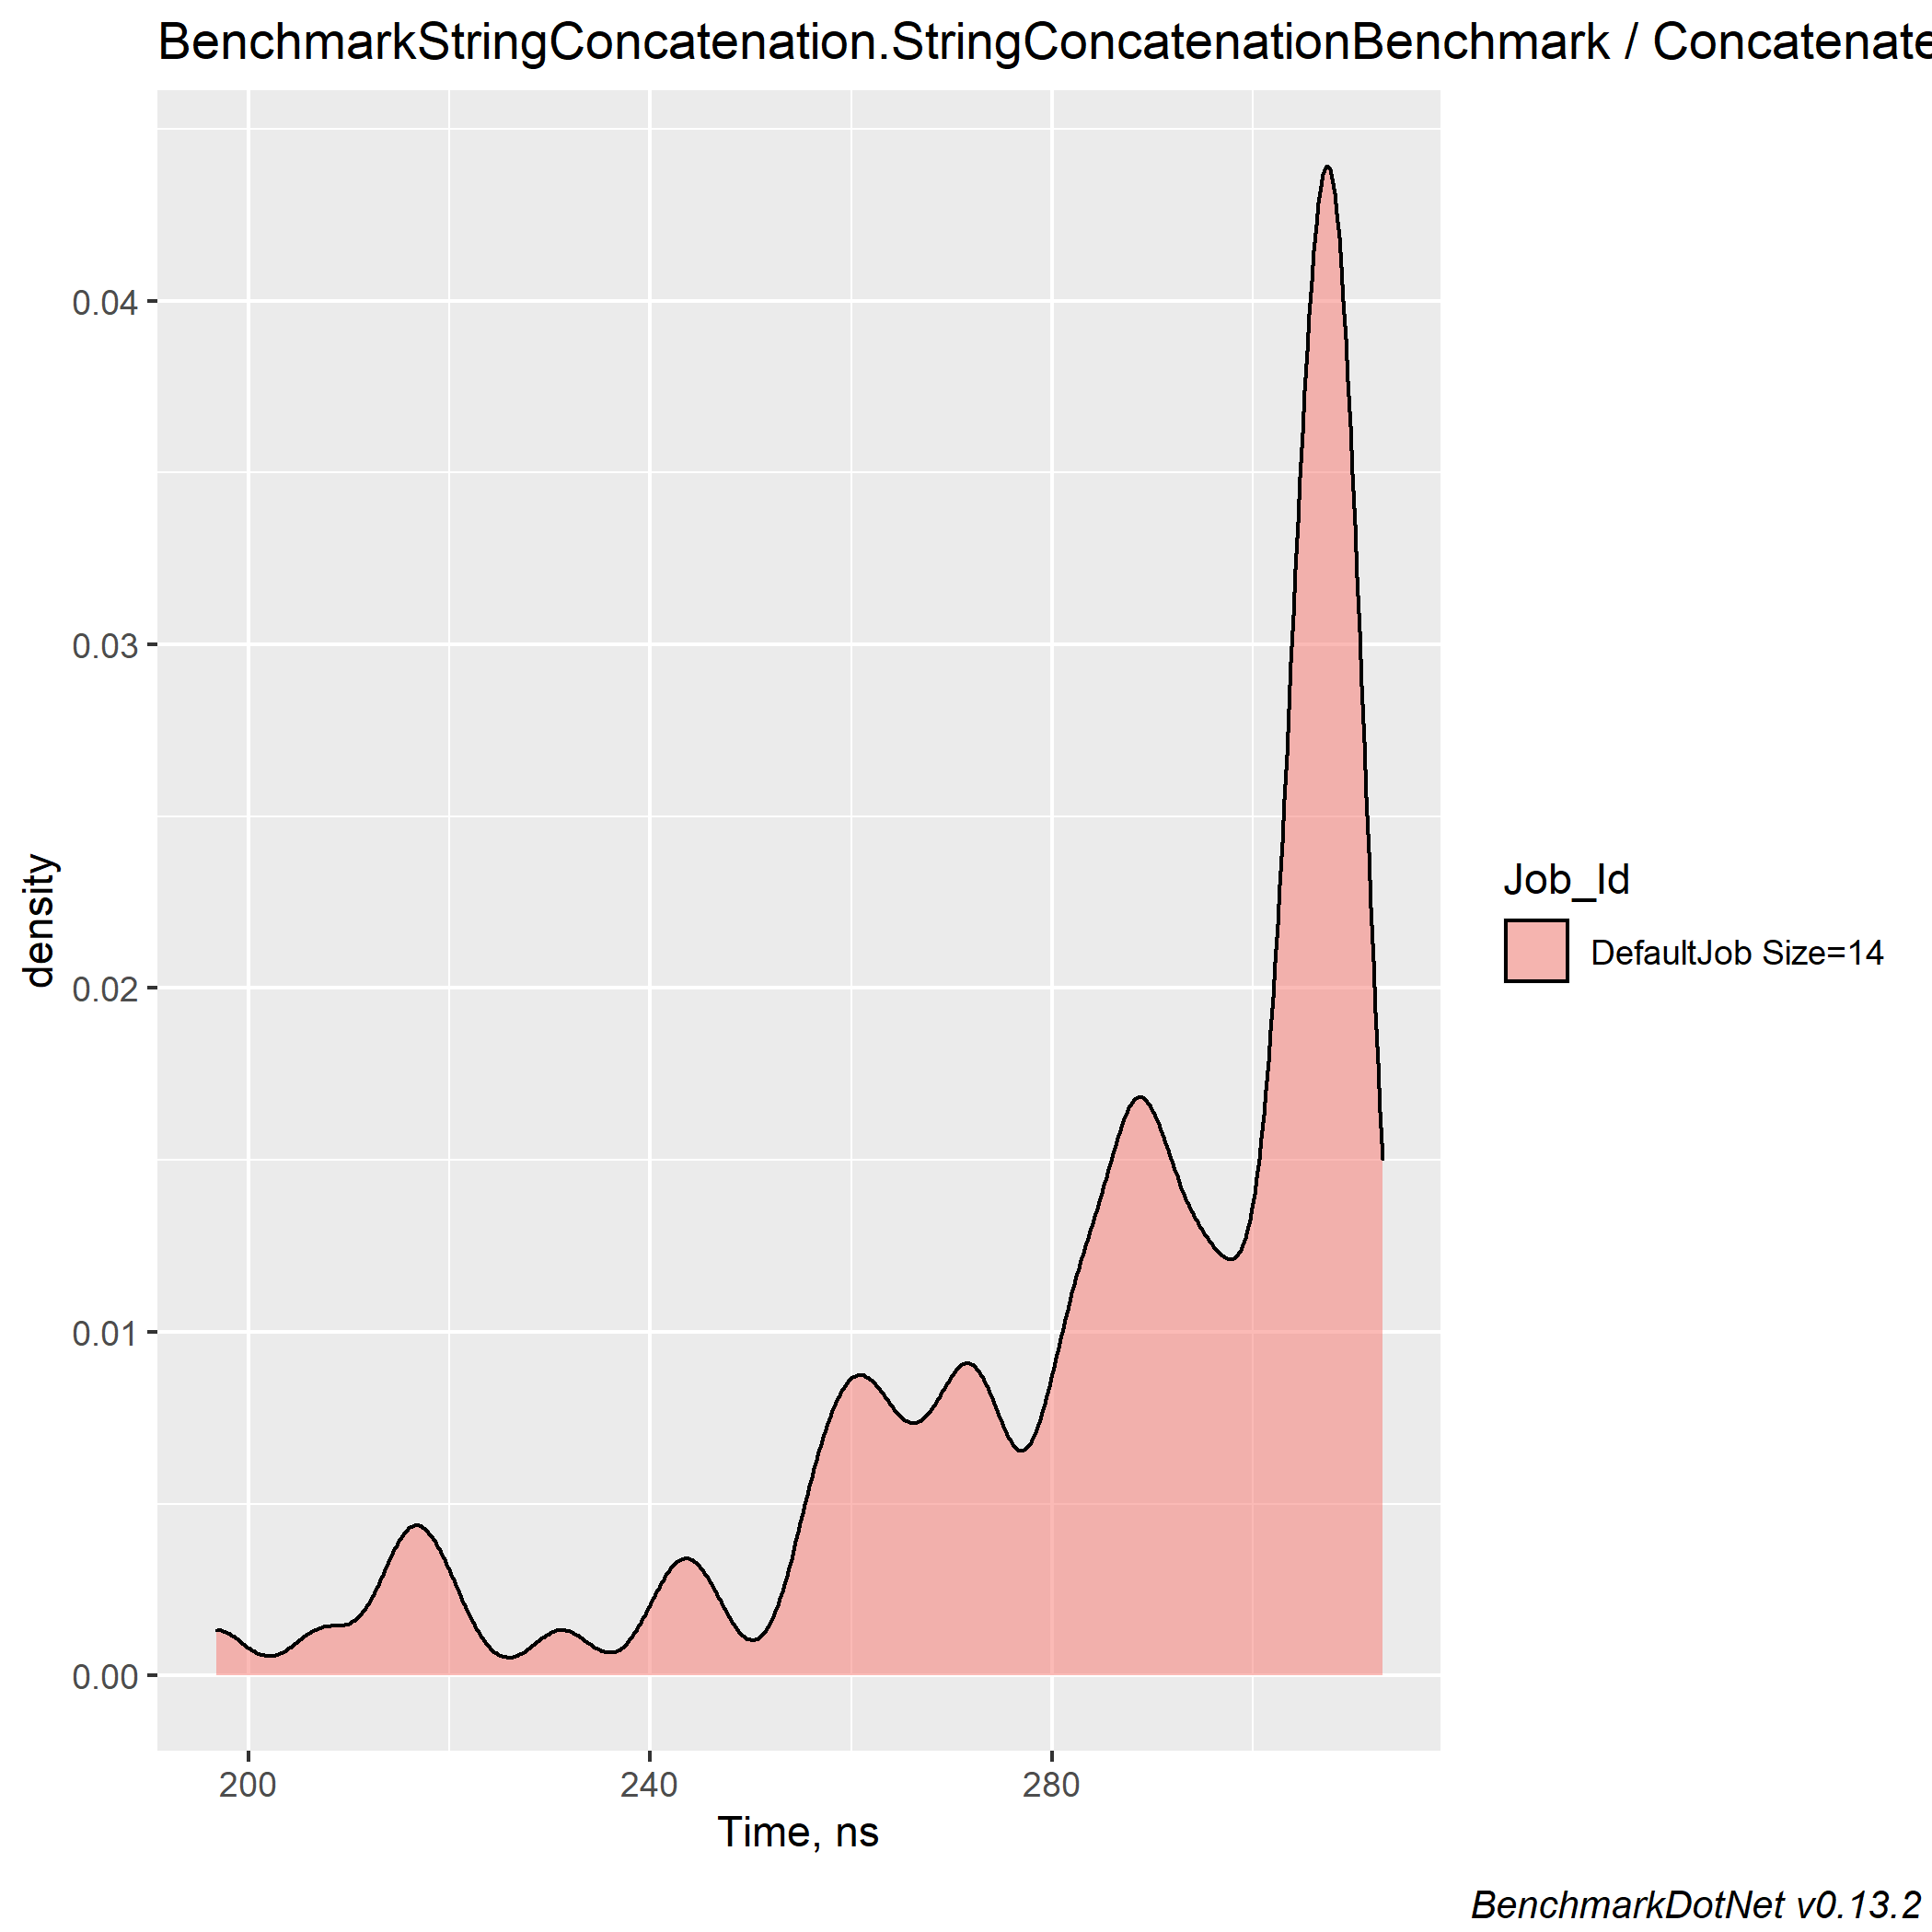 BenchmarkStringConcatenation.StringConcatenationBenchmark / Concatenate
0.04
0.03
0.02
0.01
0.00
density
200 240 280
Time, ns
Job_Id
DefaultJob Size=14
BenchmarkDotNet v0.13.2